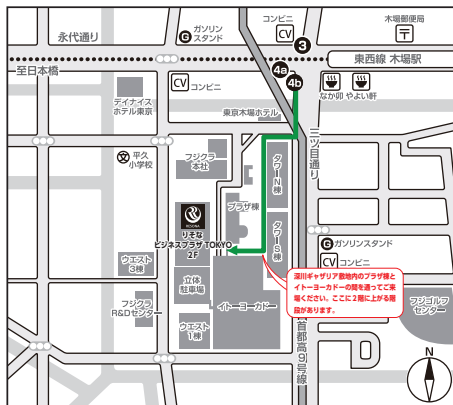 永代通り
G ガソリン
スタンド
コンビニ
CV
3
木場郵便局
〒
至日本橋
東西線 木場駅
CV コンビニ
4a
4b
なか卯 やよい軒
デイナイス
ホテル東京
東京木場ホテル
三ツ目通り
文 平久
小学校
フジクラ
本社
タワーN棟
プラザ棟
RESONA
りそな
ビジネスプラザ TOKYO
2F
タワーS棟
G ガソリンスタンド
CV コンビニ
ウエスト
3棟
立体
駐車場
イトーヨーカドー
深川ギャザリア敷地内のプラザ棟と
イトーヨーカドーの間を通ってご来
場ください。ここに2階に上がる階
段があります。
フジクラ
R&Dセンター
ウエスト
1棟
首都高9号線
フジゴルフ
センター
N